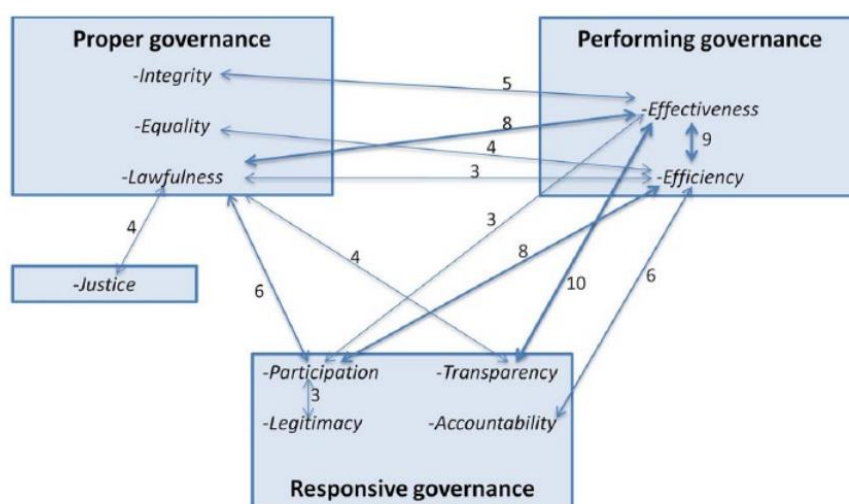 Proper governance
-Integrity
-Equality
-Lawfulness
Performing governance
-Effectiveness
-Efficiency
5
8
4
3
9
4
-Justice
6
4
3
8
10
6
-Participation
-Transparency
3
-Legitimacy
-Accountability
Responsive governance